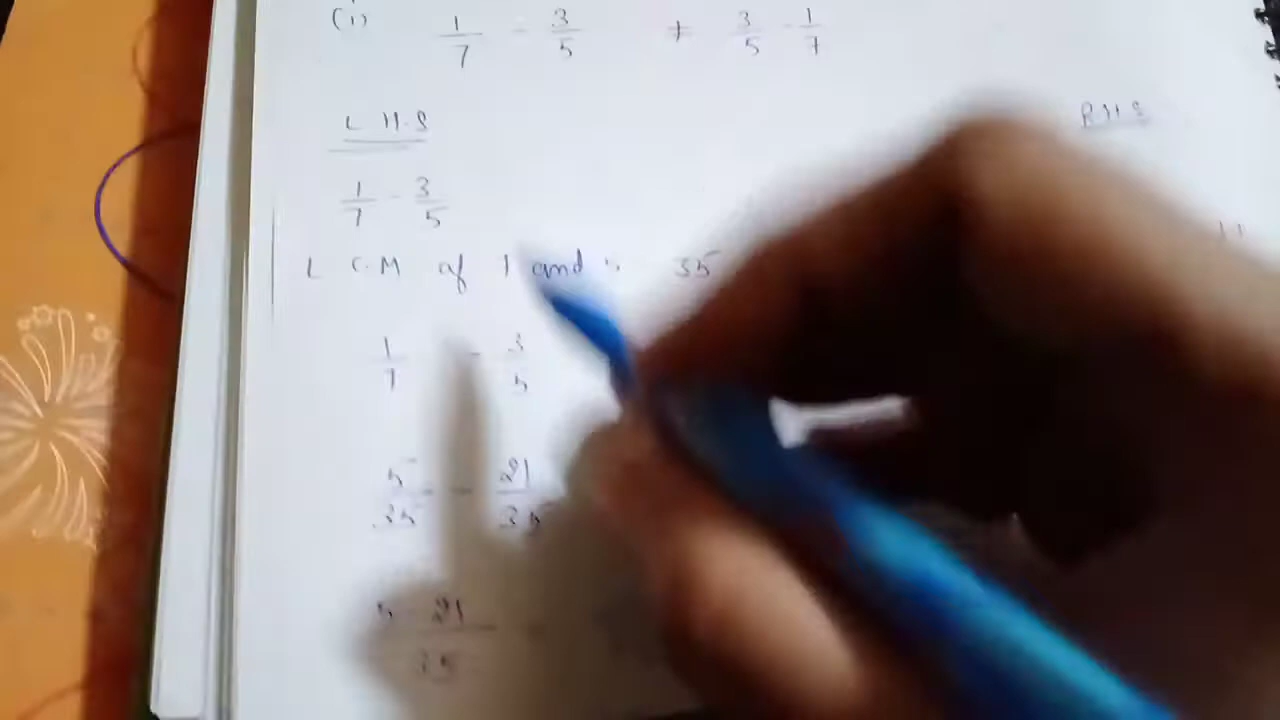 (i) 1/7 - 3/5 ≠ 3/5 - 1/7
L.H.S
R.H.S
1/7 - 3/5
L.C.M of 7 and 5 35
1/7 - 3/5
5/35 - 21/35
5 - 21/35